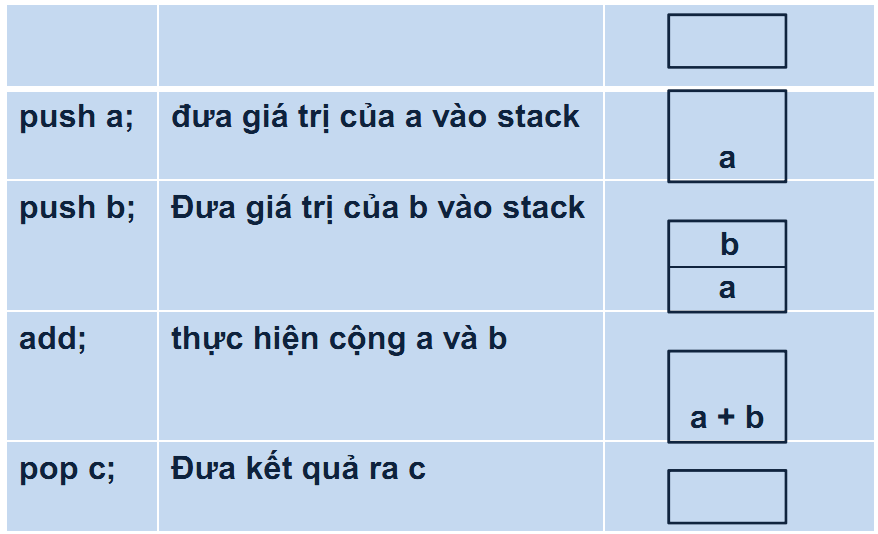 push a; đưa giá trị của a vào stack
a
push b; Đưa giá trị của b vào stack
b
a
add; thực hiện cộng a và b
a + b
pop c; Đưa kết quả ra c